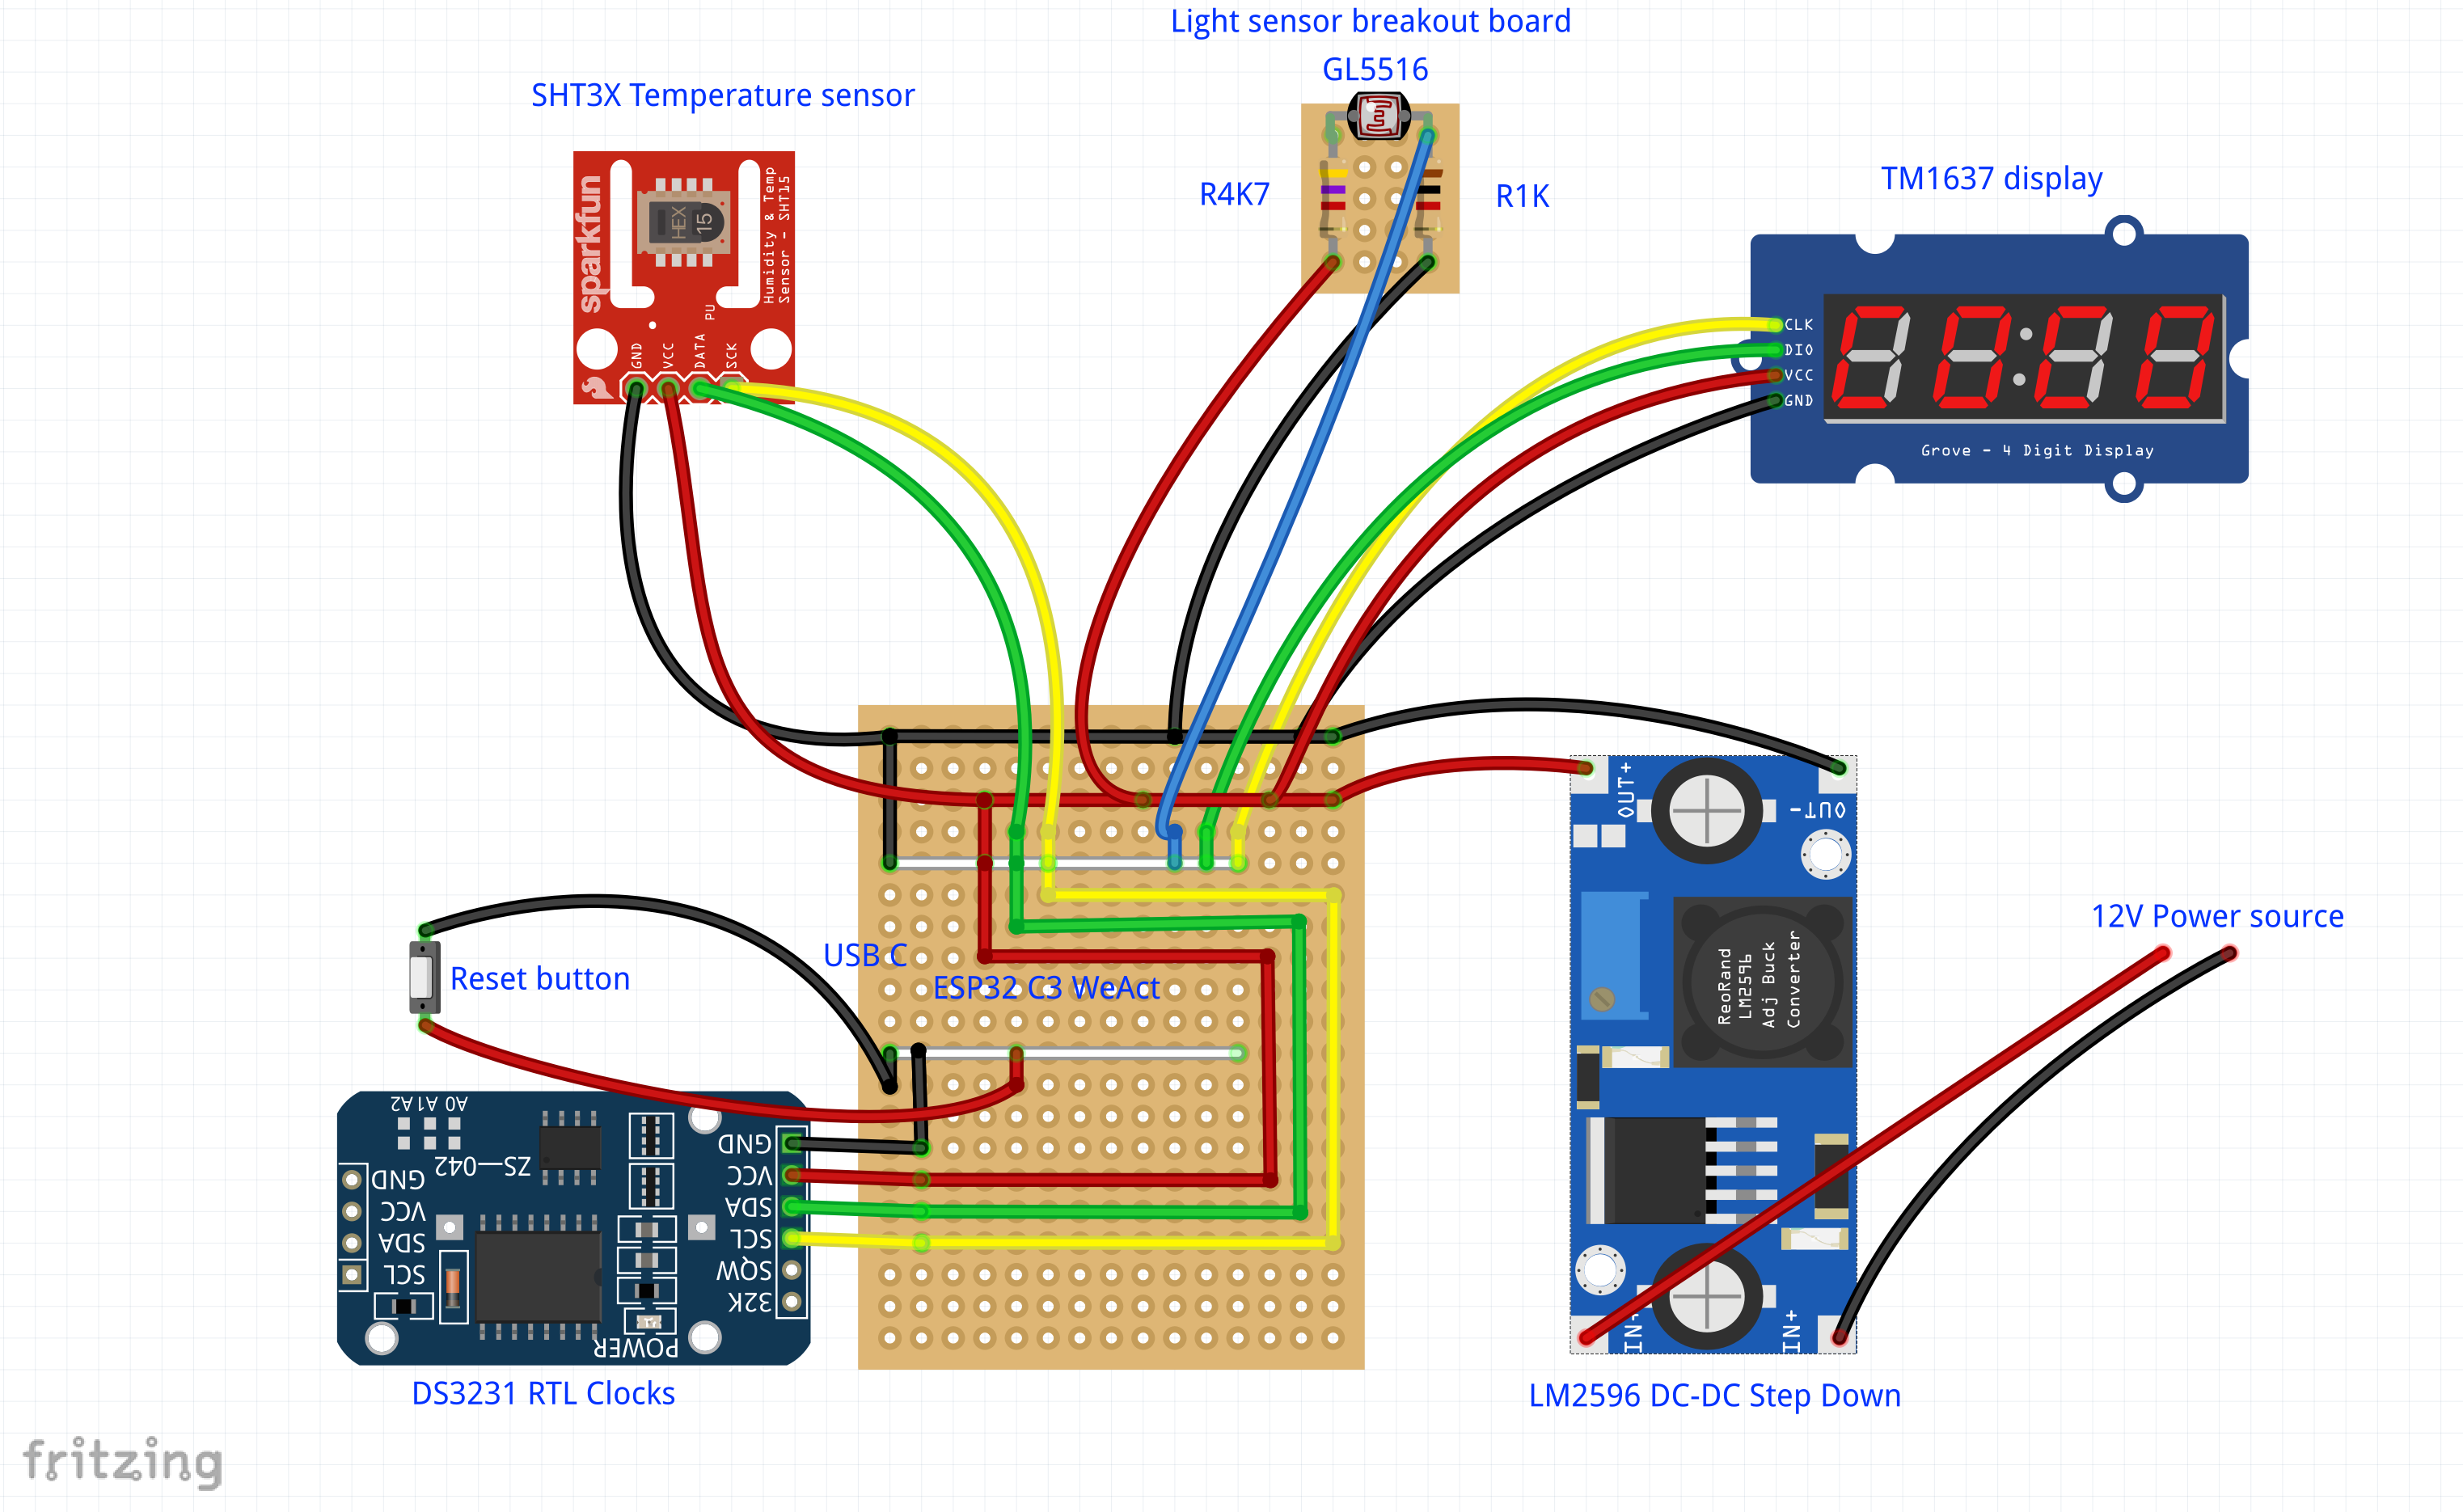 Light sensor breakout board
GL5516
SHT3X Temperature sensor
R4K7
R1K
TM1637 display
sparkfun
HEX
15
Humidity & Temp
Sensor - SHT15
PU
GND
VCC
DATA
SCK
CLK
DIO
VCC
GND
Grove - 4 Digit Display
OUT+
OUT-
12V Power source
USB C
Reset button
ESP32 C3 WeAct
ReoRand
LM2596
Adj Buck
Converter
A0 A1 A2
ZS-042
GND
VCC
SDA
SCL
GND
VCC
SDA
SCL
SQW
32K
POWER
IN-
IN+
DS3231 RTL Clocks
LM2596 DC-DC Step Down
fritzing